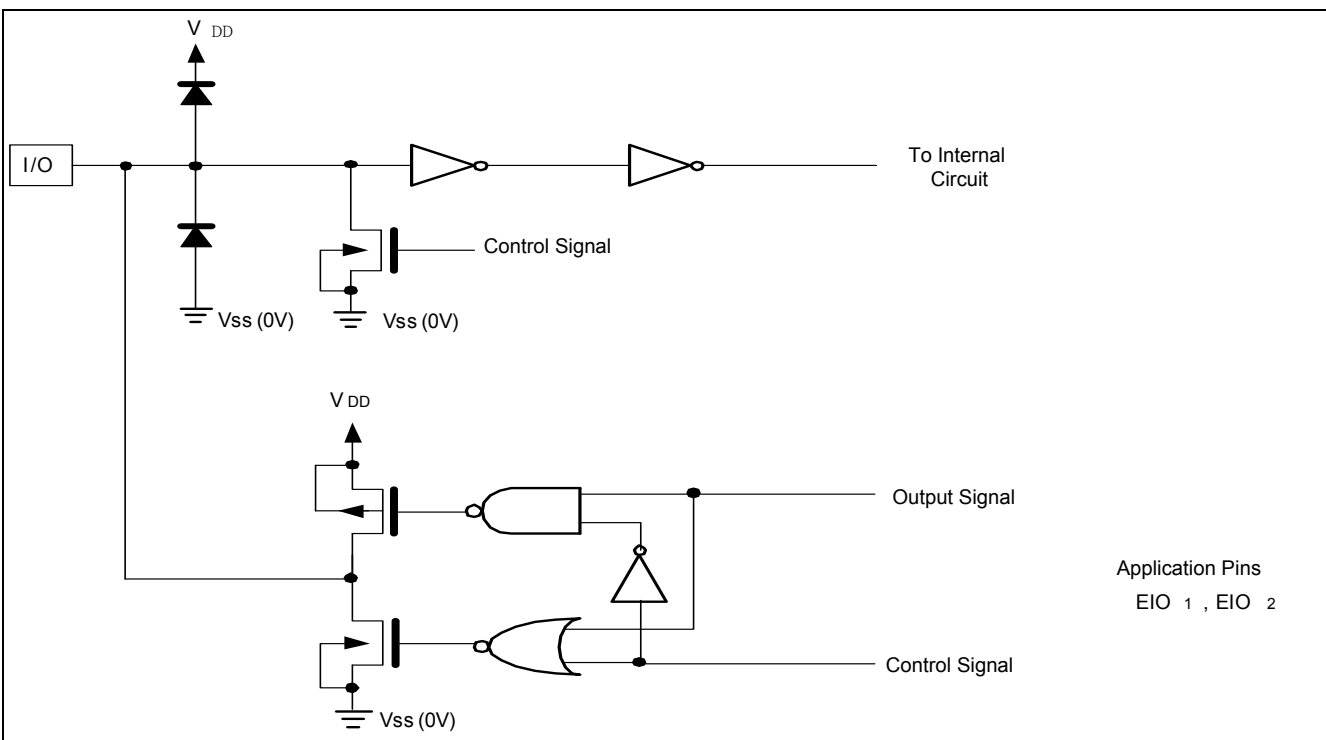 V DD
I/O
To Internal
Circuit
Control Signal
Vss (0V)
Vss (0V)
V DD
Output Signal
Application Pins
EIO 1 , EIO 2
Control Signal
Vss (0V)